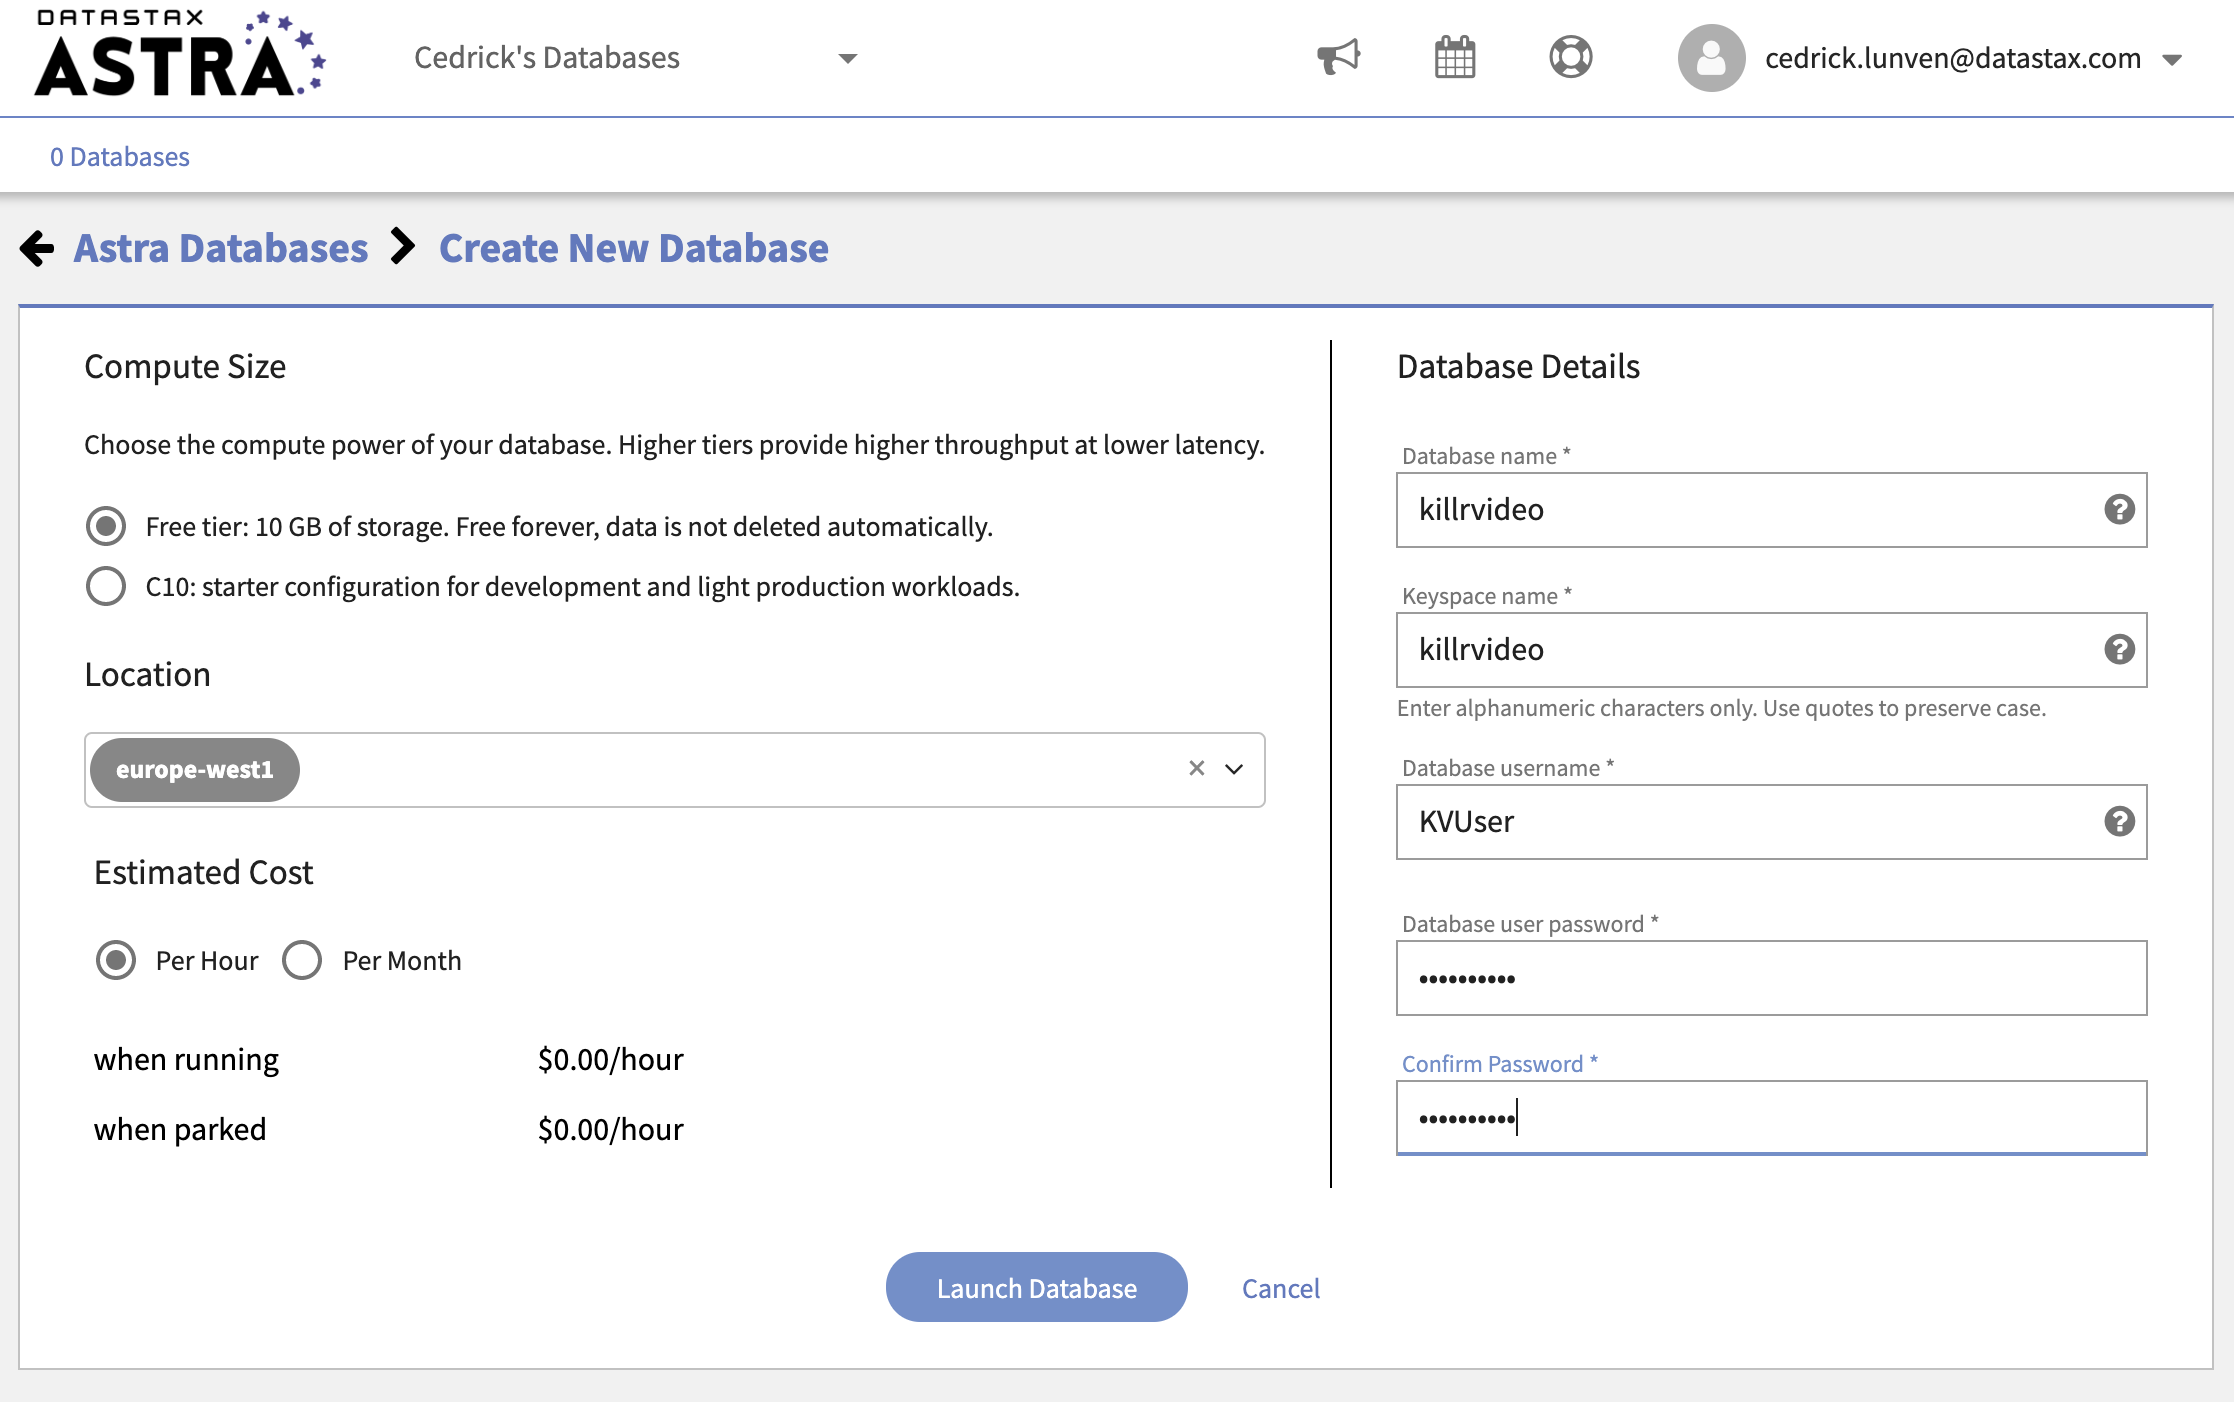 DATASTAX
ASTRA
Cedrick's Databases
cedrick.lunven@datastax.com
0 Databases
Astra Databases
Create New Database
Compute Size
Choose the compute power of your database. Higher tiers provide higher throughput at lower latency.
Free tier: 10 GB of storage. Free forever, data is not deleted automatically.
C10: starter configuration for development and light production workloads.
Location
europe-west1
Estimated Cost
Per Hour
Per Month
when running
$0.00/hour
when parked
$0.00/hour
Database Details
Database name *
killrvideo
Keyspace name *
killrvideo
Enter alphanumeric characters only. Use quotes to preserve case.
Database username *
KVUser
Database user password *
••••••••••
Confirm Password *
••••••••••
Launch Database
Cancel